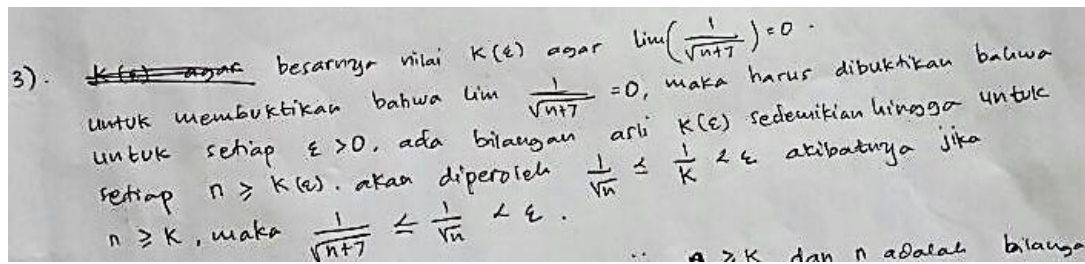 3). besarnya nilai K(ε) agar lim(1/√n+7) = 0.
untuk membuktikan bahwa lim 1/√n+7 = 0, maka harus dibuktikan bahwa
untuk setiap ε > 0, ada bilangan asli K(ε) sedemikian hingga untuk
setiap n ≥ K(ε). akan diperoleh 1/√n ≤ 1/K < ε akibatnya jika
n ≥ K, maka 1/√n+7 ≤ 1/√n < ε.
n ≥ K dan n adalah bilanga